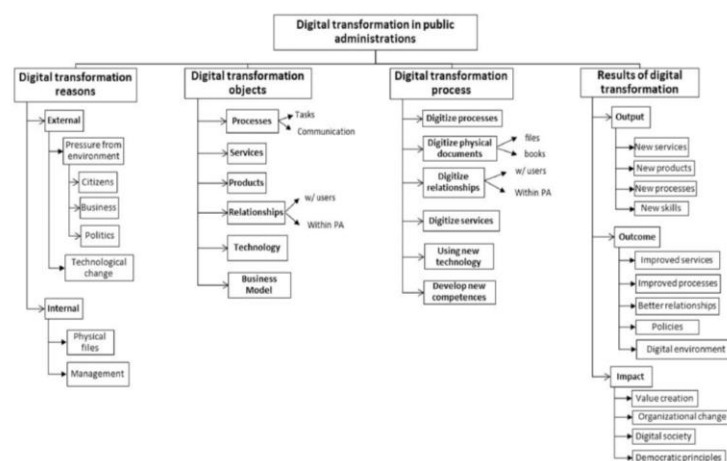 Digital transformation in public
administrations
Digital transformation
reasons
External
Pressure from
environment
Citizens
Business
Politics
Technological
change
Internal
Physical
files
Management
Digital transformation
objects
Processes
Tasks
Communication
Services
Products
Relationships
w/ users
Within PA
Technology
Business
Model
Digital transformation
process
Digitize processes
Digitize physical
documents
files
books
Digitize
relationships
w/ users
Within PA
Digitize services
Using new
technology
Develop new
competences
Results of digital
transformation
Output
New services
New products
New processes
New skills
Outcome
Improved services
Improved processes
Better relationships
Policies
Digital environment
Impact
Value creation
Organizational change
Digital society
Democratic principles